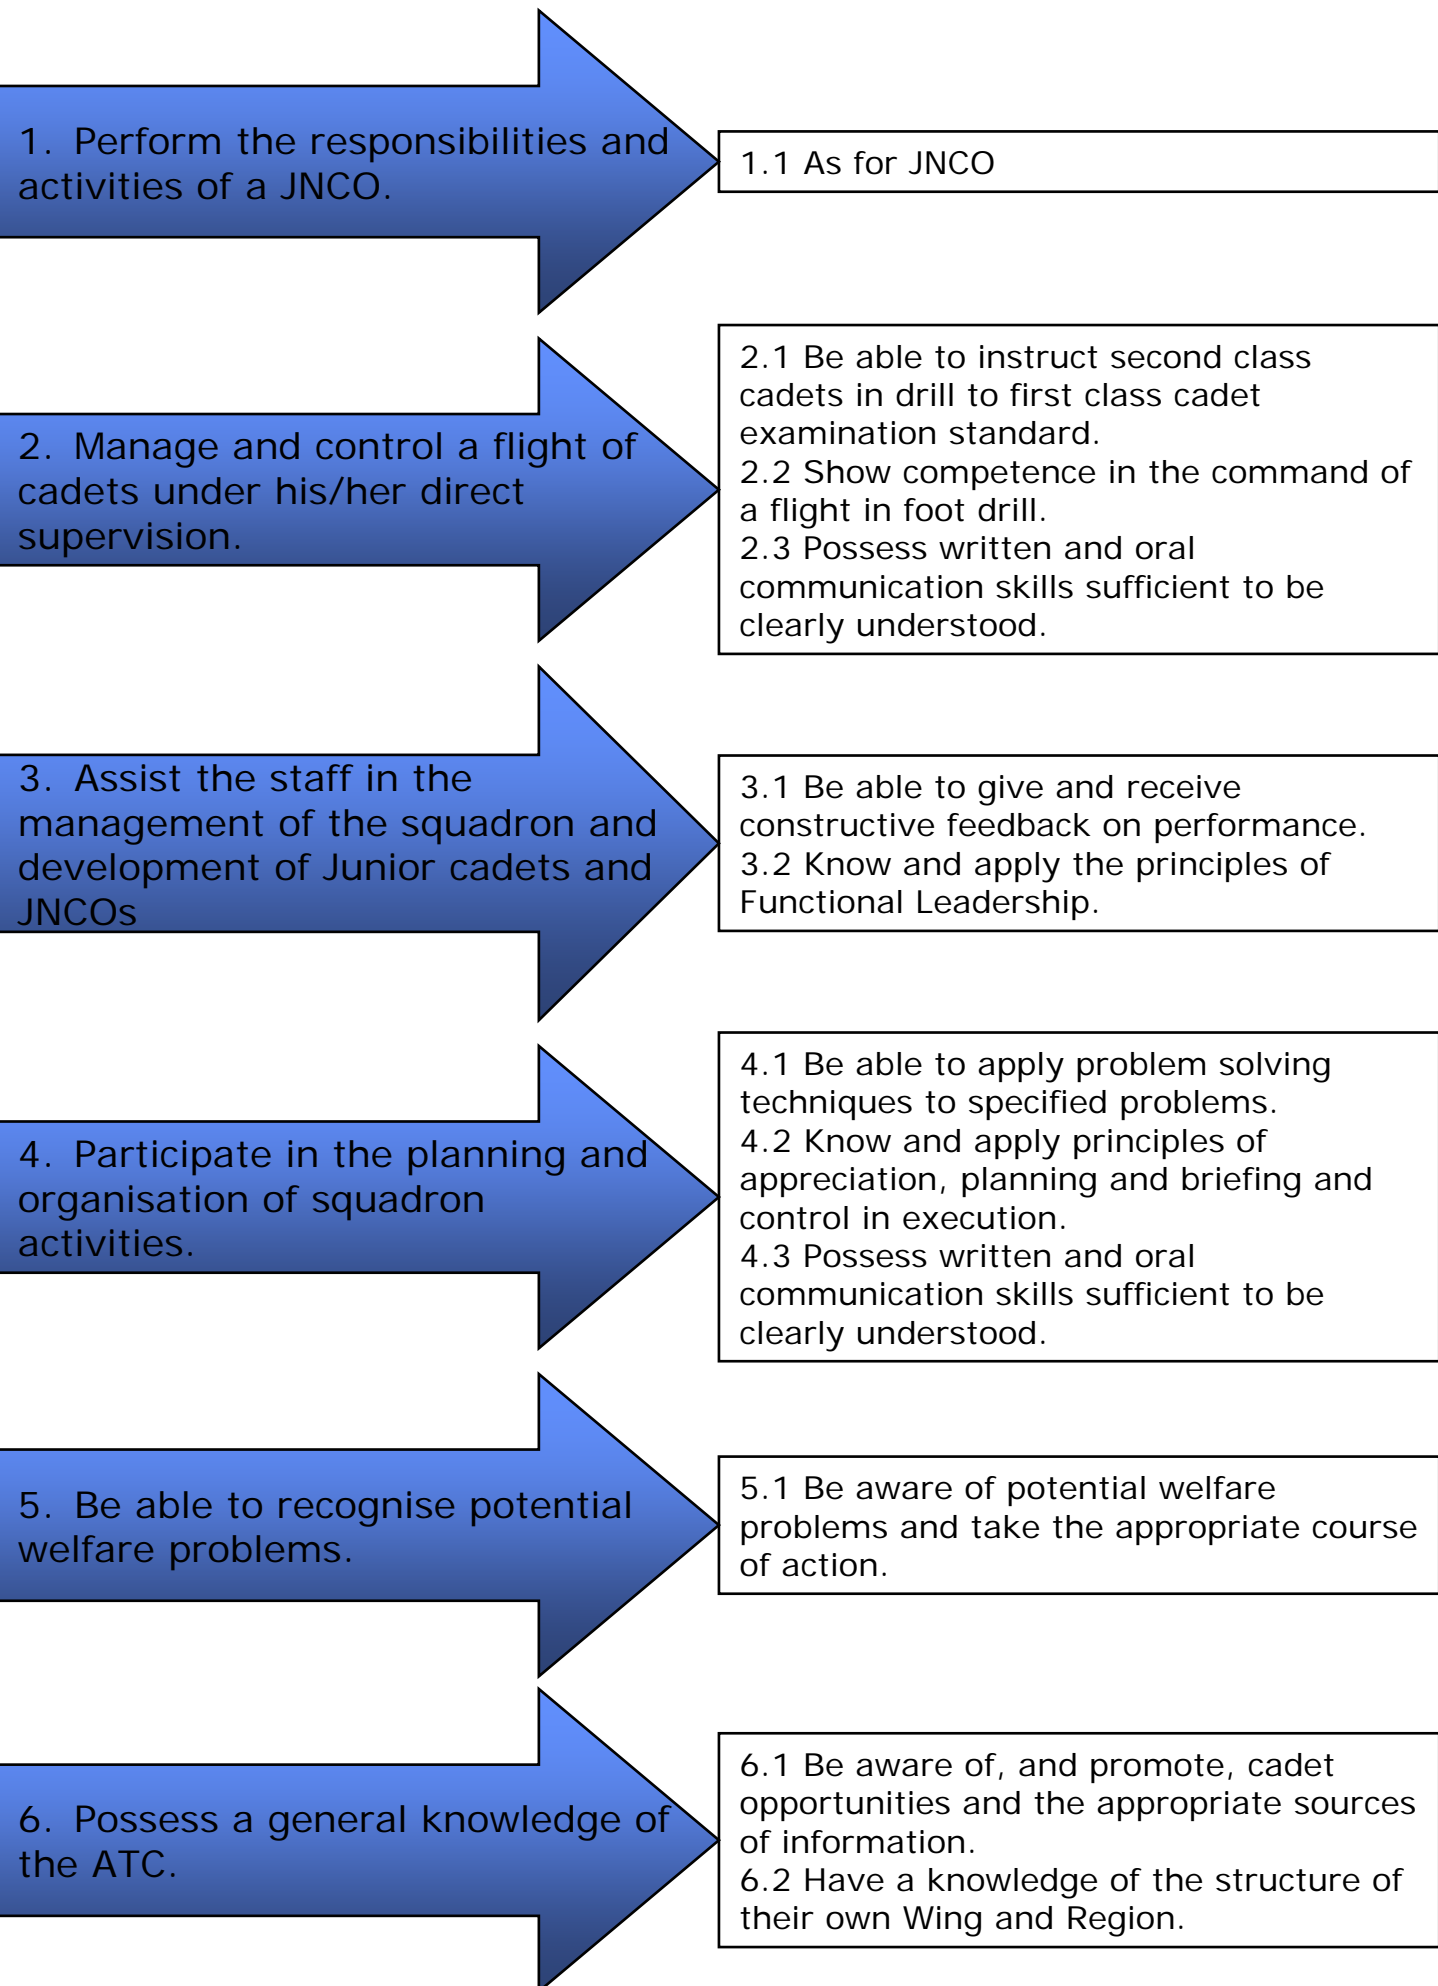 1. Perform the responsibilities and
activities of a JNCO.
1.1 As for JNCO
2. Manage and control a flight of
cadets under his/her direct
supervision.
2.1 Be able to instruct second class
cadets in drill to first class cadet
examination standard.
2.2 Show competence in the command of
a flight in foot drill.
2.3 Possess written and oral
communication skills sufficient to be
clearly understood.
3. Assist the staff in the
management of the squadron and
development of Junior cadets and
JNCOs
3.1 Be able to give and receive
constructive feedback on performance.
3.2 Know and apply the principles of
Functional Leadership.
4. Participate in the planning and
organisation of squadron
activities.
4.1 Be able to apply problem solving
techniques to specified problems.
4.2 Know and apply principles of
appreciation, planning and briefing and
control in execution.
4.3 Possess written and oral
communication skills sufficient to be
clearly understood.
5. Be able to recognise potential
welfare problems.
5.1 Be aware of potential welfare
problems and take the appropriate course
of action.
6. Possess a general knowledge of
the ATC.
6.1 Be aware of, and promote, cadet
opportunities and the appropriate sources
of information.
6.2 Have a knowledge of the structure of
their own Wing and Region.